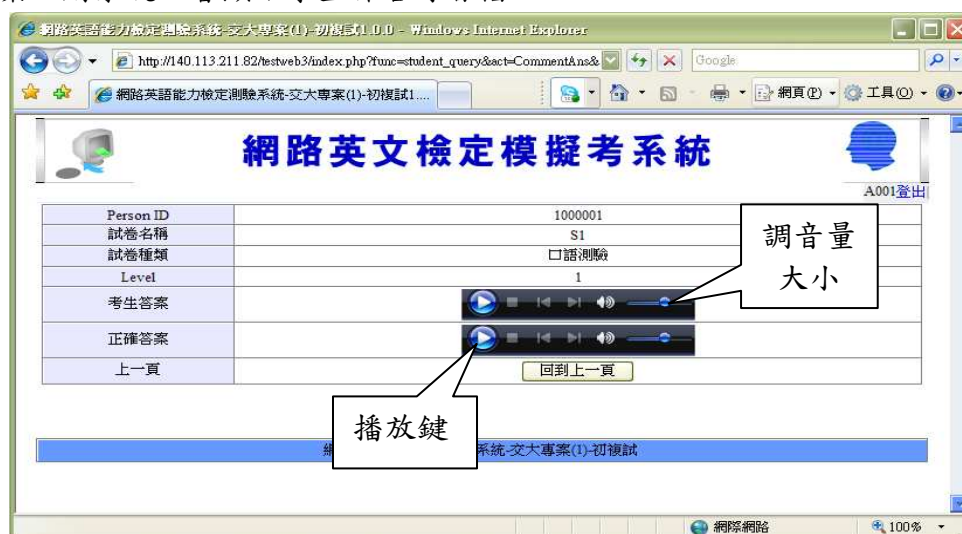 網路英語能力檢定測驗系統-交大專案(1)-初複試1.0.0 - Windows Internet Explorer
http://140.113.211.82/testweb3/index.php?func=student_query&act=CommentAns&
Google
網路英語能力檢定測驗系統-交大專案(1)-初複試1....
網頁(P)
工具(O)
網路英文檢定模擬考系統
A001登出
Person ID 1000001
試卷名稱 S1
試卷種類 口語測驗
Level 1
考生答案
正確答案
上一頁 回到上一頁
調音量
大小
播放鍵
系統-交大專案(1)-初複試
網際網路 100%